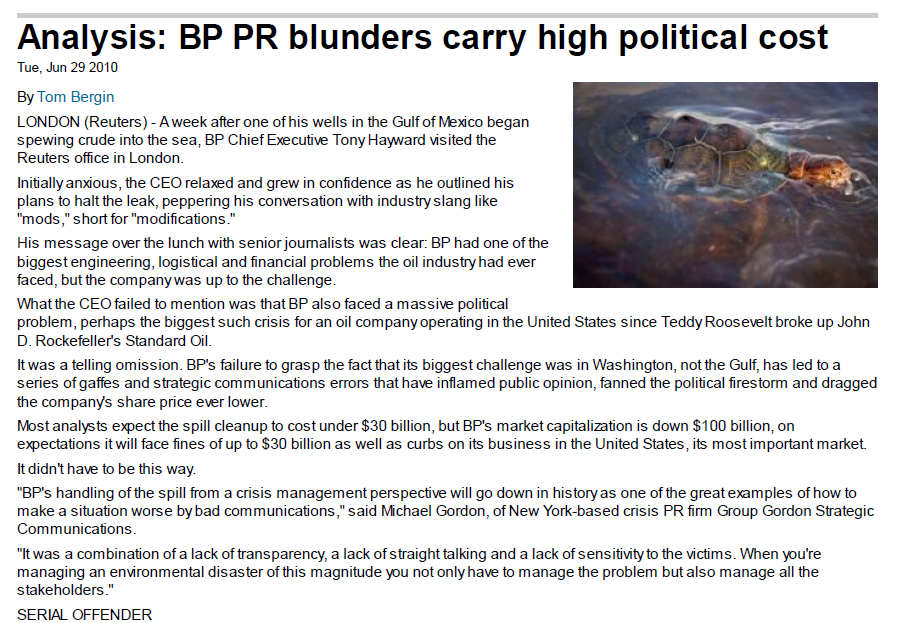 Analysis: BP PR blunders carry high political cost
Tue, Jun 29 2010
By Tom Bergin
LONDON (Reuters) - A week after one of his wells in the Gulf of Mexico began
spewing crude into the sea, BP Chief Executive Tony Hayward visited the
Reuters office in London.
Initially anxious, the CEO relaxed and grew in confidence as he outlined his
plans to halt the leak, peppering his conversation with industry slang like
"mods," short for "modifications."
His message over the lunch with senior journalists was clear: BP had one of the
biggest engineering, logistical and financial problems the oil industry had ever
faced, but the company was up to the challenge.
What the CEO failed to mention was that BP also faced a massive political
problem, perhaps the biggest such crisis for an oil company operating in the United States since Teddy Roosevelt broke up John
D. Rockefeller's Standard Oil.
It was a telling omission. BP's failure to grasp the fact that its biggest challenge was in Washington, not the Gulf, has led to a
series of gaffes and strategic communications errors that have inflamed public opinion, fanned the political firestorm and dragged
the company's share price ever lower.
Most analysts expect the spill cleanup to cost under $30 billion, but BP's market capitalization is down $100 billion, on
expectations it will face fines of up to $30 billion as well as curbs on its business in the United States, its most important market.
It didn't have to be this way.
"BP's handling of the spill from a crisis management perspective will go down in history as one of the great examples of how to
make a situation worse by bad communications," said Michael Gordon, of New York-based crisis PR firm Group Gordon Strategic
Communications.
"It was a combination of a lack of transparency, a lack of straight talking and a lack of sensitivity to the victims. When you're
managing an environmental disaster of this magnitude you not only have to manage the problem but also manage all the
stakeholders."
SERIAL OFFENDER